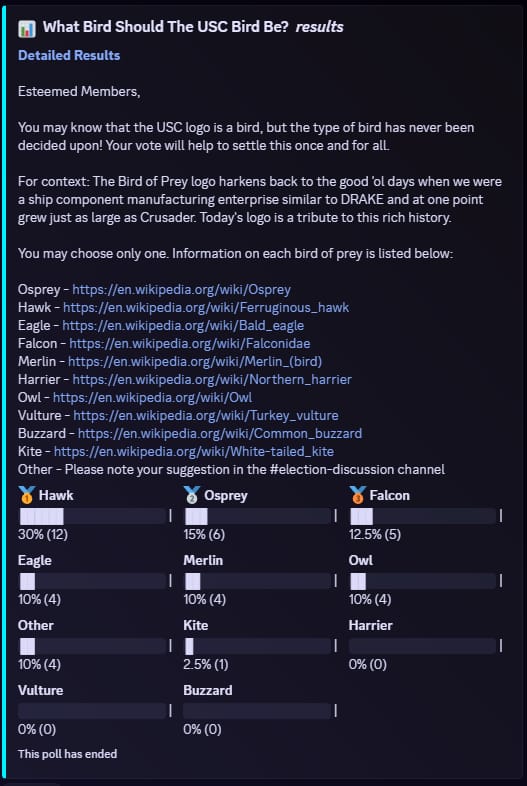 What Bird Should The USC Bird Be? results
Detailed Results
Esteemed Members,
You may know that the USC logo is a bird, but the type of bird has never been
decided upon! Your vote will help to settle this once and for all.
For context: The Bird of Prey logo harkens back to the good 'ol days when we were
a ship component manufacturing enterprise similar to DRAKE and at one point
grew just as large as Crusader. Today's logo is a tribute to this rich history.
You may choose only one. Information on each bird of prey is listed below:
Osprey - https://en.wikipedia.org/wiki/Osprey
Hawk - https://en.wikipedia.org/wiki/Ferruginous_hawk
Eagle - https://en.wikipedia.org/wiki/Bald_eagle
Falcon - https://en.wikipedia.org/wiki/Falconidae
Merlin - https://en.wikipedia.org/wiki/Merlin_(bird)
Harrier - https://en.wikipedia.org/wiki/Northern_harrier
Owl - https://en.wikipedia.org/wiki/Owl
Vulture - https://en.wikipedia.org/wiki/Turkey_vulture
Buzzard - https://en.wikipedia.org/wiki/Common_buzzard
Kite - https://en.wikipedia.org/wiki/White-tailed_kite
Other - Please note your suggestion in the #election-discussion channel
1 Hawk 2 Osprey 3 Falcon
| | |
30% (12) 15% (6) 12.5% (5)
Eagle Merlin Owl
| | |
10% (4) 10% (4) 10% (4)
Other Kite Harrier
| | |
10% (4) 2.5% (1) 0% (0)
Vulture Buzzard
| |
0% (0) 0% (0)
This poll has ended